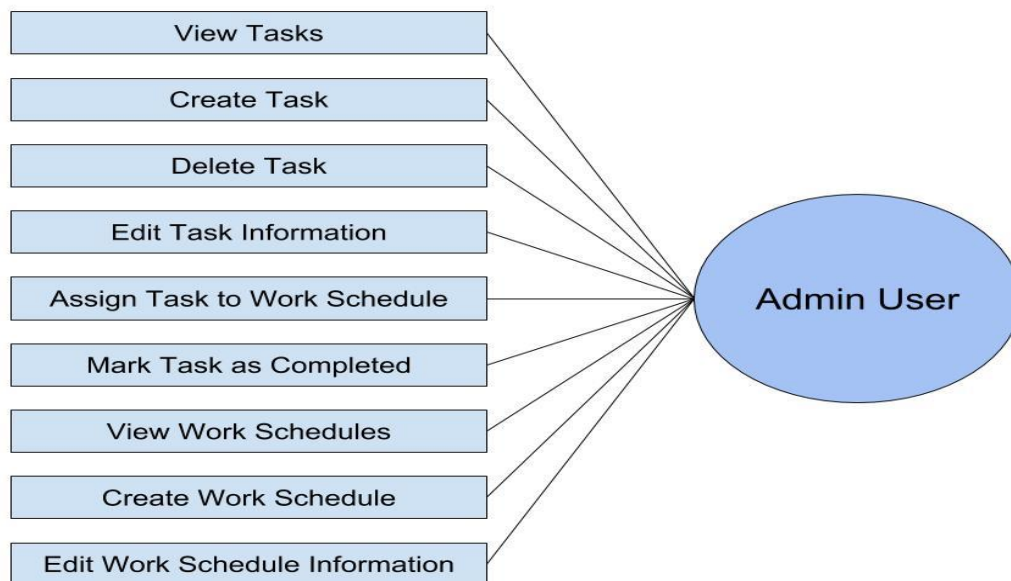 View Tasks
Create Task
Delete Task
Edit Task Information
Assign Task to Work Schedule
Mark Task as Completed
View Work Schedules
Create Work Schedule
Edit Work Schedule Information
Admin User